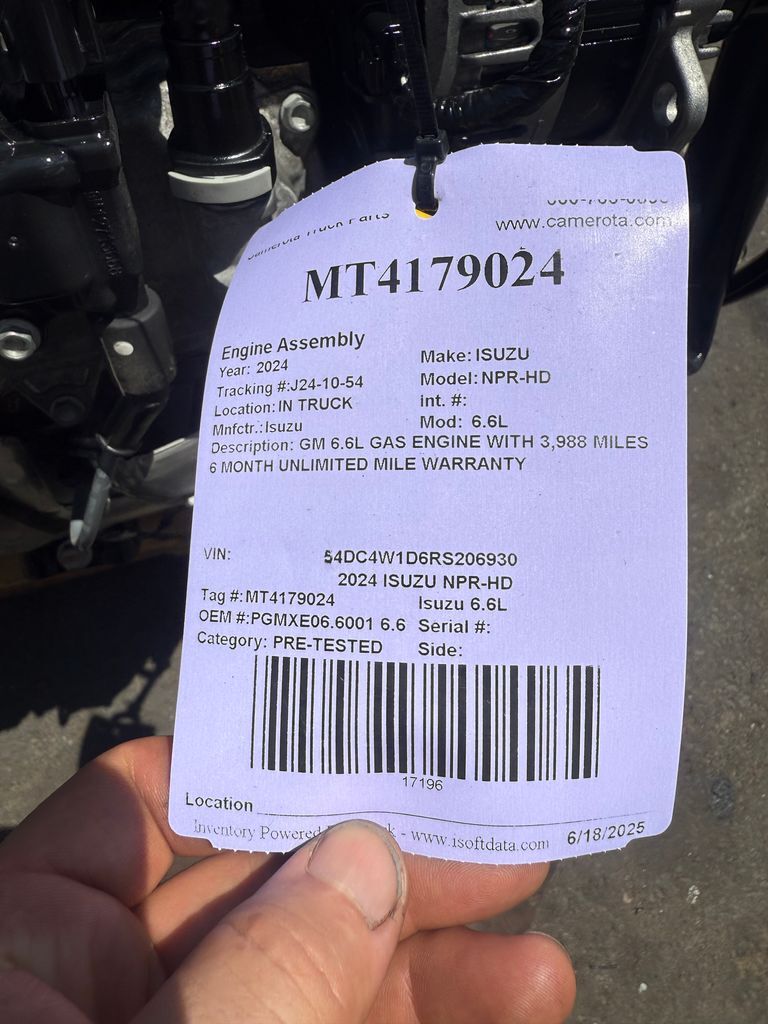 Camerota Truck Parts
www.camerota.com
MT4179024
Engine Assembly
Year: 2024 Make: ISUZU
Tracking #:J24-10-54 Model: NPR-HD
Location: IN TRUCK int. #:
Mnfctr.: Isuzu Mod: 6.6L
Description: GM 6.6L GAS ENGINE WITH 3,988 MILES
6 MONTH UNLIMITED MILE WARRANTY
VIN: 54DC4W1D6RS206930
2024 ISUZU NPR-HD
Tag #:MT4179024 Isuzu 6.6L
OEM #:PGMXE06.6001 6.6 Serial #:
Category: PRE-TESTED Side:
17196
Location
Inventory Powered - www.isoftdata.com 6/18/2025